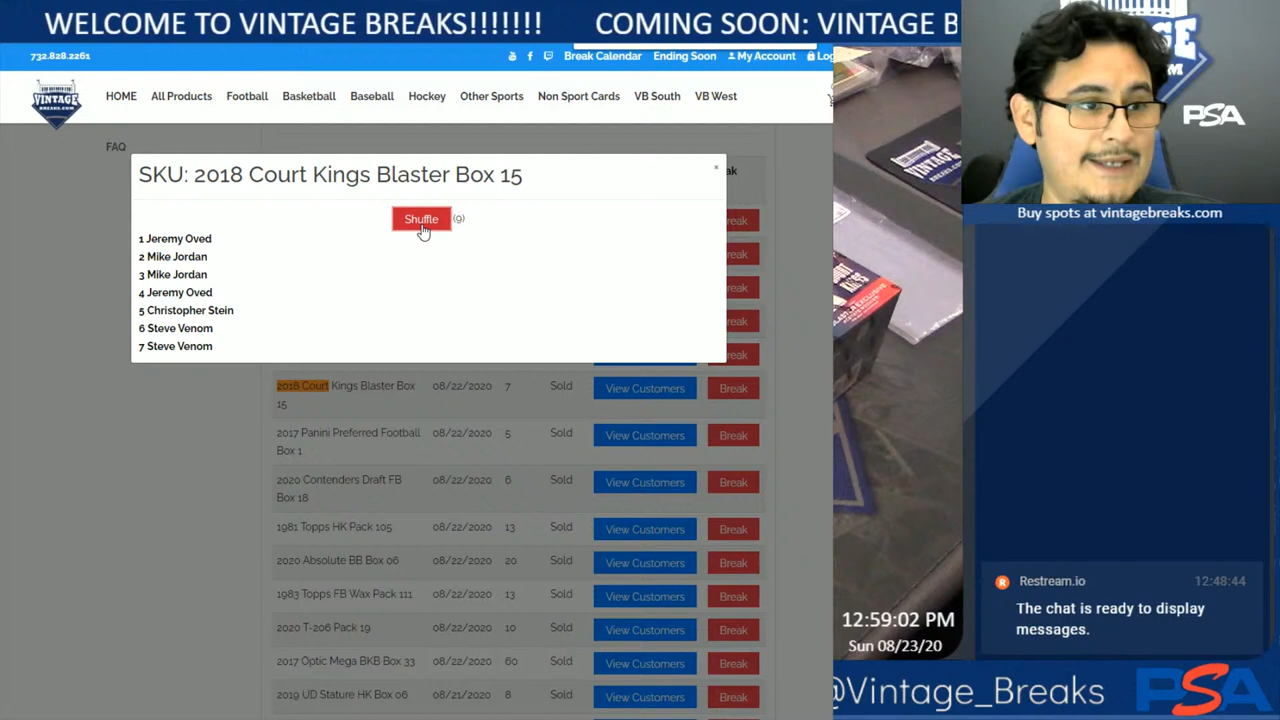 WELCOME TO VINTAGE BREAKS!!!!!!!
COMING SOON: VINTAGE B
732.828.2261
Break Calendar
Ending Soon
My Account
Log
VINTAGE
BREAKS.COM
HOME
All Products
Football
Basketball
Baseball
Hockey
Other Sports
Non Sport Cards
VB South
VB West
PSA
FAQ
SKU: 2018 Court Kings Blaster Box 15
×
Shuffle (9)
1 Jeremy Oved
2 Mike Jordan
3 Mike Jordan
4 Jeremy Oved
5 Christopher Stein
6 Steve Venom
7 Steve Venom
Buy spots at vintagebreaks.com
2018 Court Kings Blaster Box 15 08/22/2020 7 Sold View Customers Break
2017 Panini Preferred Football Box 1 08/22/2020 5 Sold View Customers Break
2020 Contenders Draft FB Box 18 08/22/2020 6 Sold View Customers Break
1981 Topps HK Pack 105 08/22/2020 13 Sold View Customers Break
2020 Absolute BB Box 06 08/22/2020 20 Sold View Customers Break
1983 Topps FB Wax Pack 111 08/22/2020 13 Sold View Customers Break
2020 T-206 Pack 19 08/22/2020 10 Sold View Customers Break
2017 Optic Mega BKB Box 33 08/22/2020 60 Sold View Customers Break
2019 UD Stature HK Box 06 08/21/2020 8 Sold View Customers Break
Restream.io 12:48:44
The chat is ready to display
messages.
12:59:02 PM
Sun 08/23/20
@Vintage_Breaks
PSA